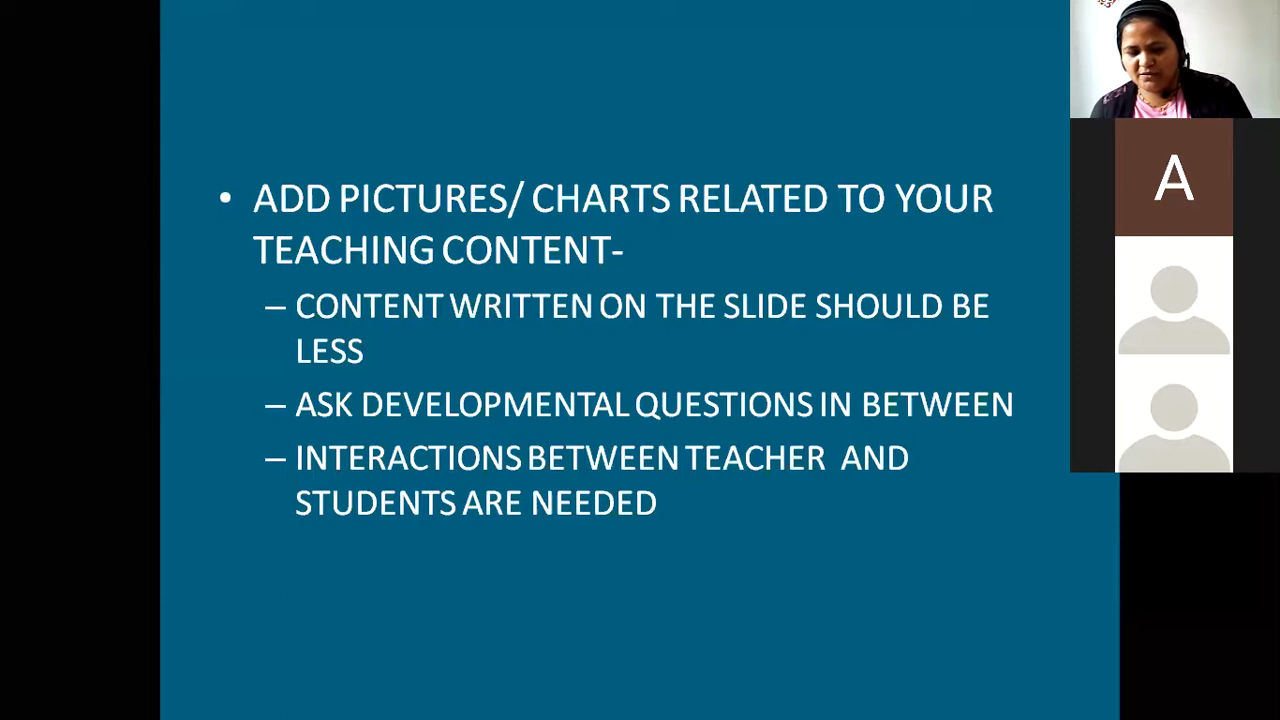 • ADD PICTURES/ CHARTS RELATED TO YOUR
TEACHING CONTENT-
– CONTENT WRITTEN ON THE SLIDE SHOULD BE
LESS
– ASK DEVELOPMENTAL QUESTIONS IN BETWEEN
– INTERACTIONS BETWEEN TEACHER AND
STUDENTS ARE NEEDED
A